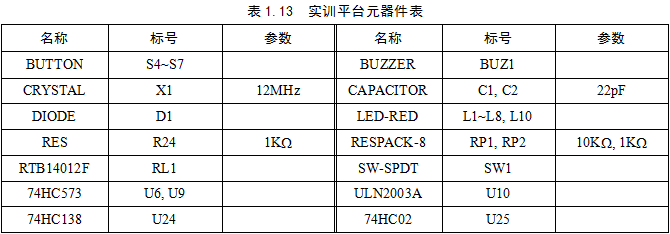 表 1.13 实训平台元器件表
名称 标号 参数 名称 标号 参数
BUTTON S4~S7 BUZZER BUZ1
CRYSTAL X1 12MHz CAPACITOR C1, C2 22pF
DIODE D1 LED-RED L1~L8, L10
RES R24 1KΩ RESPACK-8 RP1, RP2 10KΩ, 1KΩ
RTB14012F RL1 SW-SPDT SW1
74HC573 U6, U9 ULN2003A U10
74HC138 U24 74HC02 U25